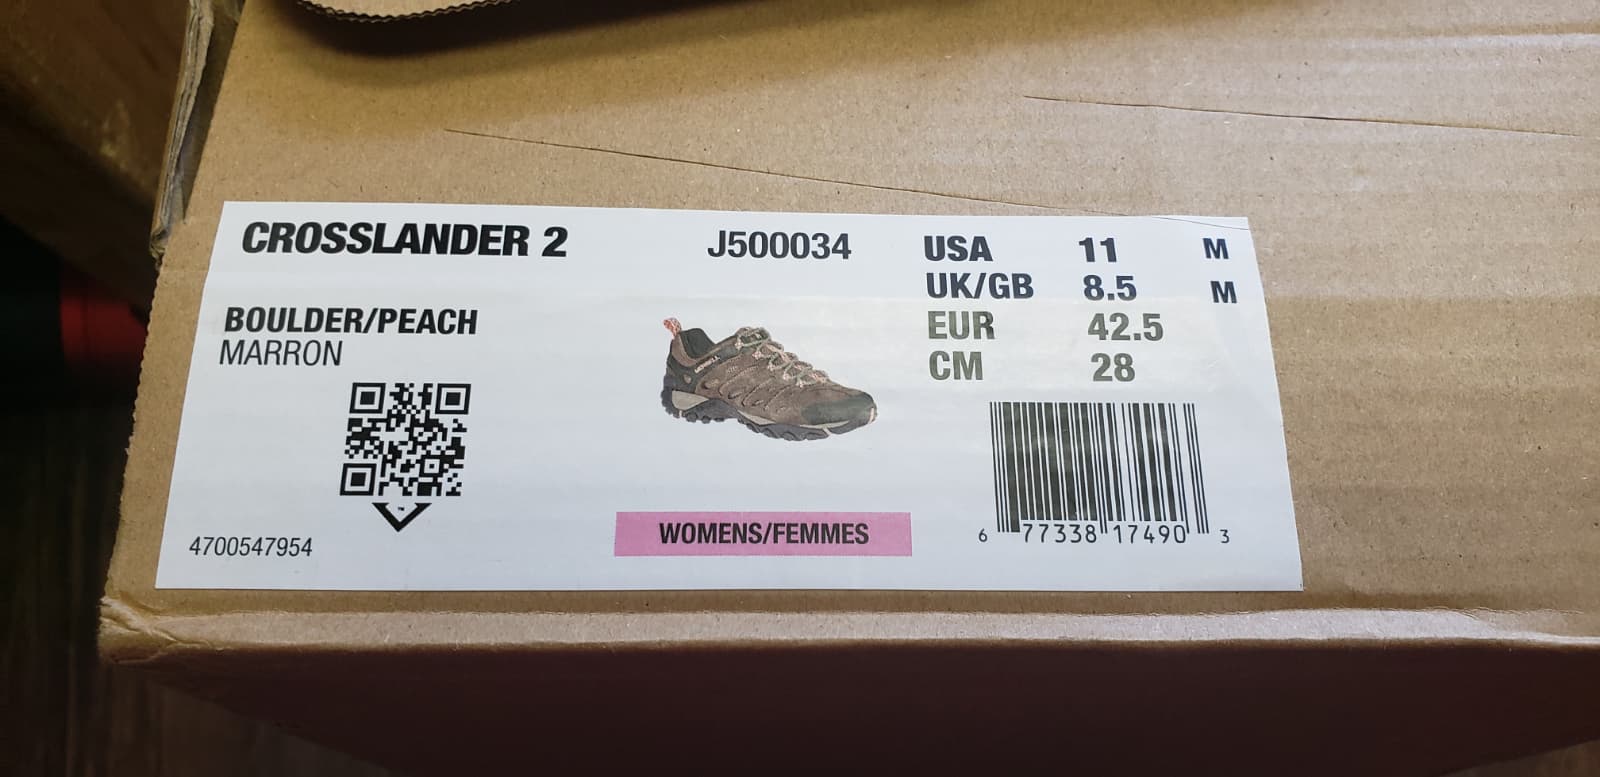 CROSSLANDER 2
J500034
BOULDER/PEACH
MARRON
4700547954
MERRELL
WOMENS/FEMMES
USA 11 M
UK/GB 8.5 M
EUR 42.5
CM 28
6 77338 17490 3